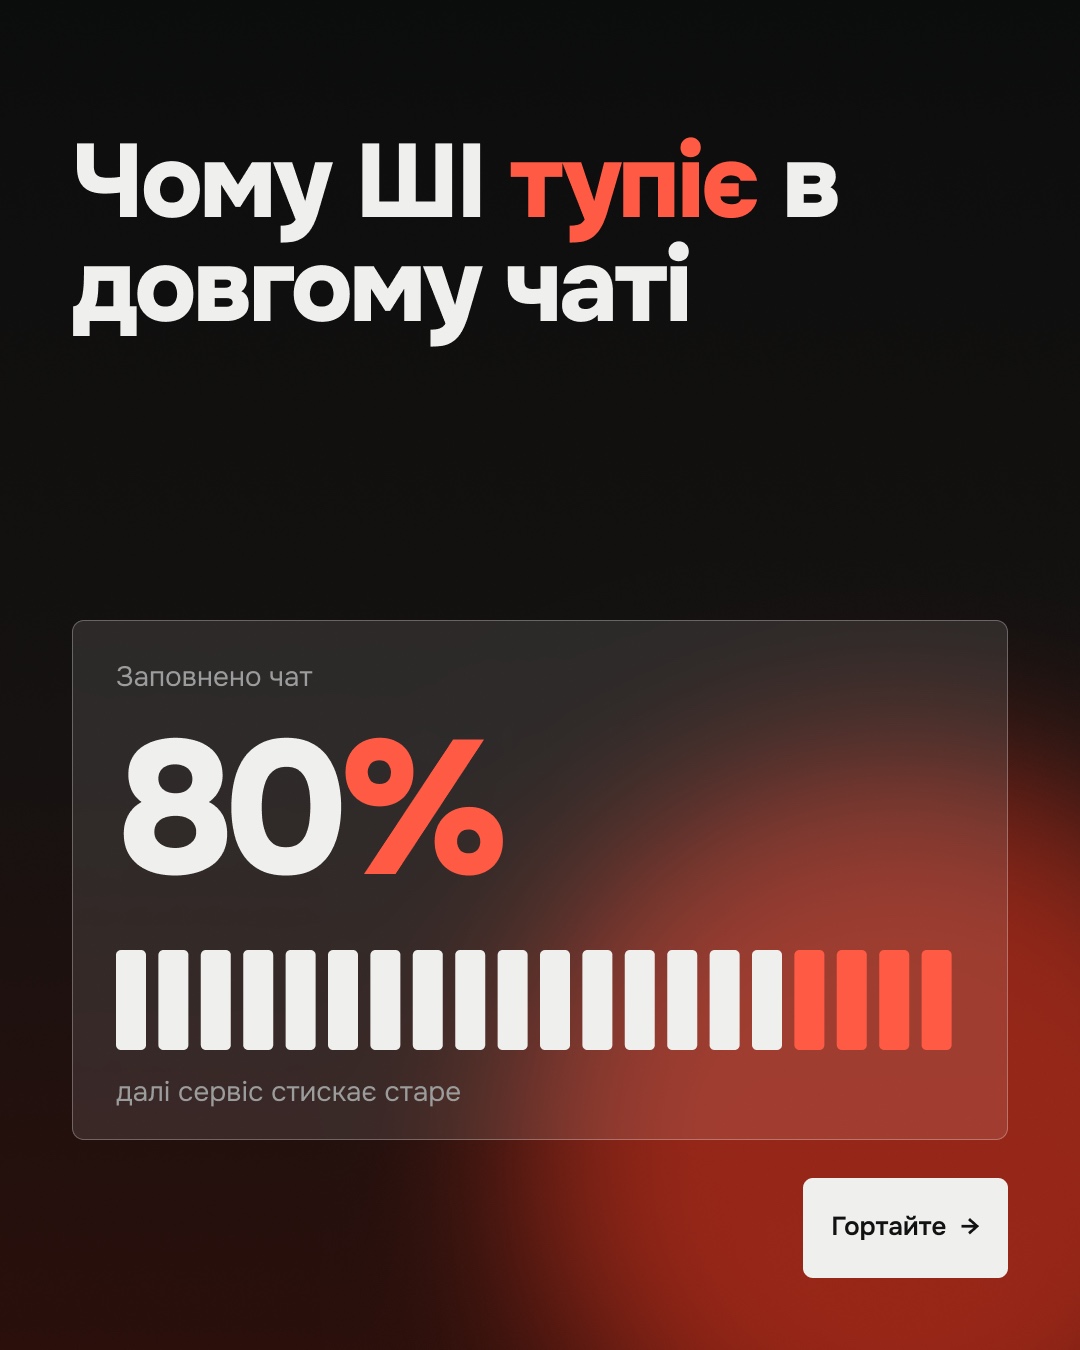 Чому ШІ тупіє в
довгому чаті
Заповнено чат
80%
далі сервіс стискає старе
Гортайте →